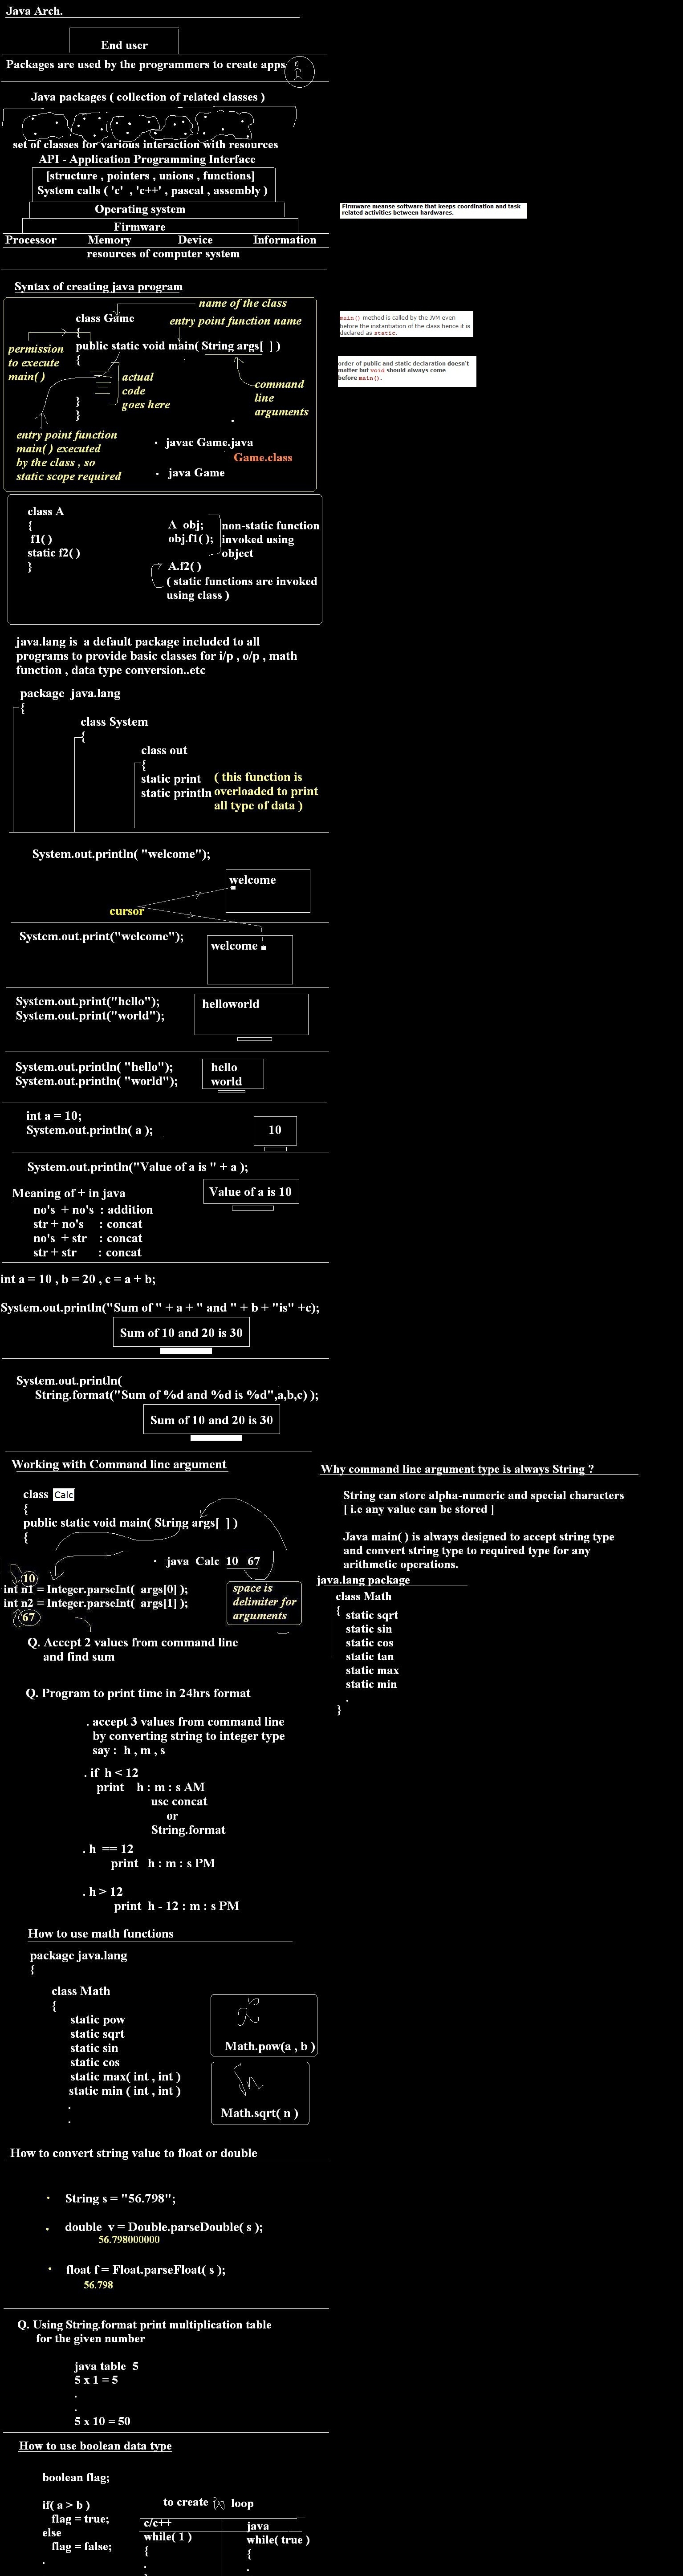 Java Arch.
End user
Packages are used by the programmers to create apps
Java packages ( collection of related classes )
set of classes for various interaction with resources
API - Application Programming Interface
[structure , pointers , unions , functions]
System calls ( 'c' , 'c++' , pascal , assembly )
Operating system
Firmware
Processor Memory Device Information
resources of computer system
Firmware meanse software that keeps coordination and task
related activities between hardwares.
Syntax of creating java program
name of the class
class Game
entry point function name
{
public static void main( String args[ ] )
{
permission
to execute
main( )
actual
code
goes here
command
line
arguments
}
}
entry point function
main( ) executed
by the class , so
static scope required
. javac Game.java
Game.class
. java Game
main() method is called by the JVM even
before the instantiation of the class hence it is
declared as static.
order of public and static declaration doesn't
matter but void should always come
before main().
class A
{
f1( )
static f2( )
}
A obj;
obj.f1( );
non-static function
invoked using
object
A.f2( )
( static functions are invoked
using class )
java.lang is a default package included to all
programs to provide basic classes for i/p , o/p , math
function , data type conversion..etc
package java.lang
{
class System
{
class out
{
static print
static println
( this function is
overloaded to print
all type of data )
System.out.println( "welcome");
welcome
cursor
System.out.print("welcome");
welcome
System.out.print("hello");
System.out.print("world");
helloworld
System.out.println( "hello");
System.out.println( "world");
hello
world
int a = 10;
System.out.println( a );
10
System.out.println("Value of a is " + a );
Value of a is 10
Meaning of + in java
no's + no's : addition
str + no's : concat
no's + str : concat
str + str : concat
int a = 10 , b = 20 , c = a + b;
System.out.println("Sum of " + a + " and " + b + "is" +c);
Sum of 10 and 20 is 30
System.out.println(
String.format("Sum of %d and %d is %d",a,b,c) );
Sum of 10 and 20 is 30
Working with Command line argument
class Calc
{
public static void main( String args[ ] )
{
. java Calc 10 67
10
int n1 = Integer.parseInt( args[0] );
int n2 = Integer.parseInt( args[1] );
67
space is
delimiter for
arguments
Q. Accept 2 values from command line
and find sum
Why command line argument type is always String ?
String can store alpha-numeric and special characters
[ i.e any value can be stored ]
Java main( ) is always designed to accept string type
and convert string type to required type for any
arithmetic operations.
java.lang package
class Math
{
static sqrt
static sin
static cos
static tan
static max
static min
.
}
Q. Program to print time in 24hrs format
. accept 3 values from command line
by converting string to integer type
say : h , m , s
. if h < 12
print h : m : s AM
use concat
or
String.format
. h == 12
print h : m : s PM
. h > 12
print h - 12 : m : s PM
How to use math functions
package java.lang
{
class Math
{
static pow
static sqrt
static sin
static cos
static max( int , int )
static min ( int , int )
.
.
Math.pow(a , b )
Math.sqrt( n )
How to convert string value to float or double
. String s = "56.798";
. double v = Double.parseDouble( s );
56.798000000
. float f = Float.parseFloat( s );
56.798
Q. Using String.format print multiplication table
for the given number
java table 5
5 x 1 = 5
.
.
5 x 10 = 50
How to use boolean data type
boolean flag;
if( a > b )
flag = true;
else
flag = false;
.
to create loop
c/c++
while( 1 )
{
.
java
while( true )
{
.